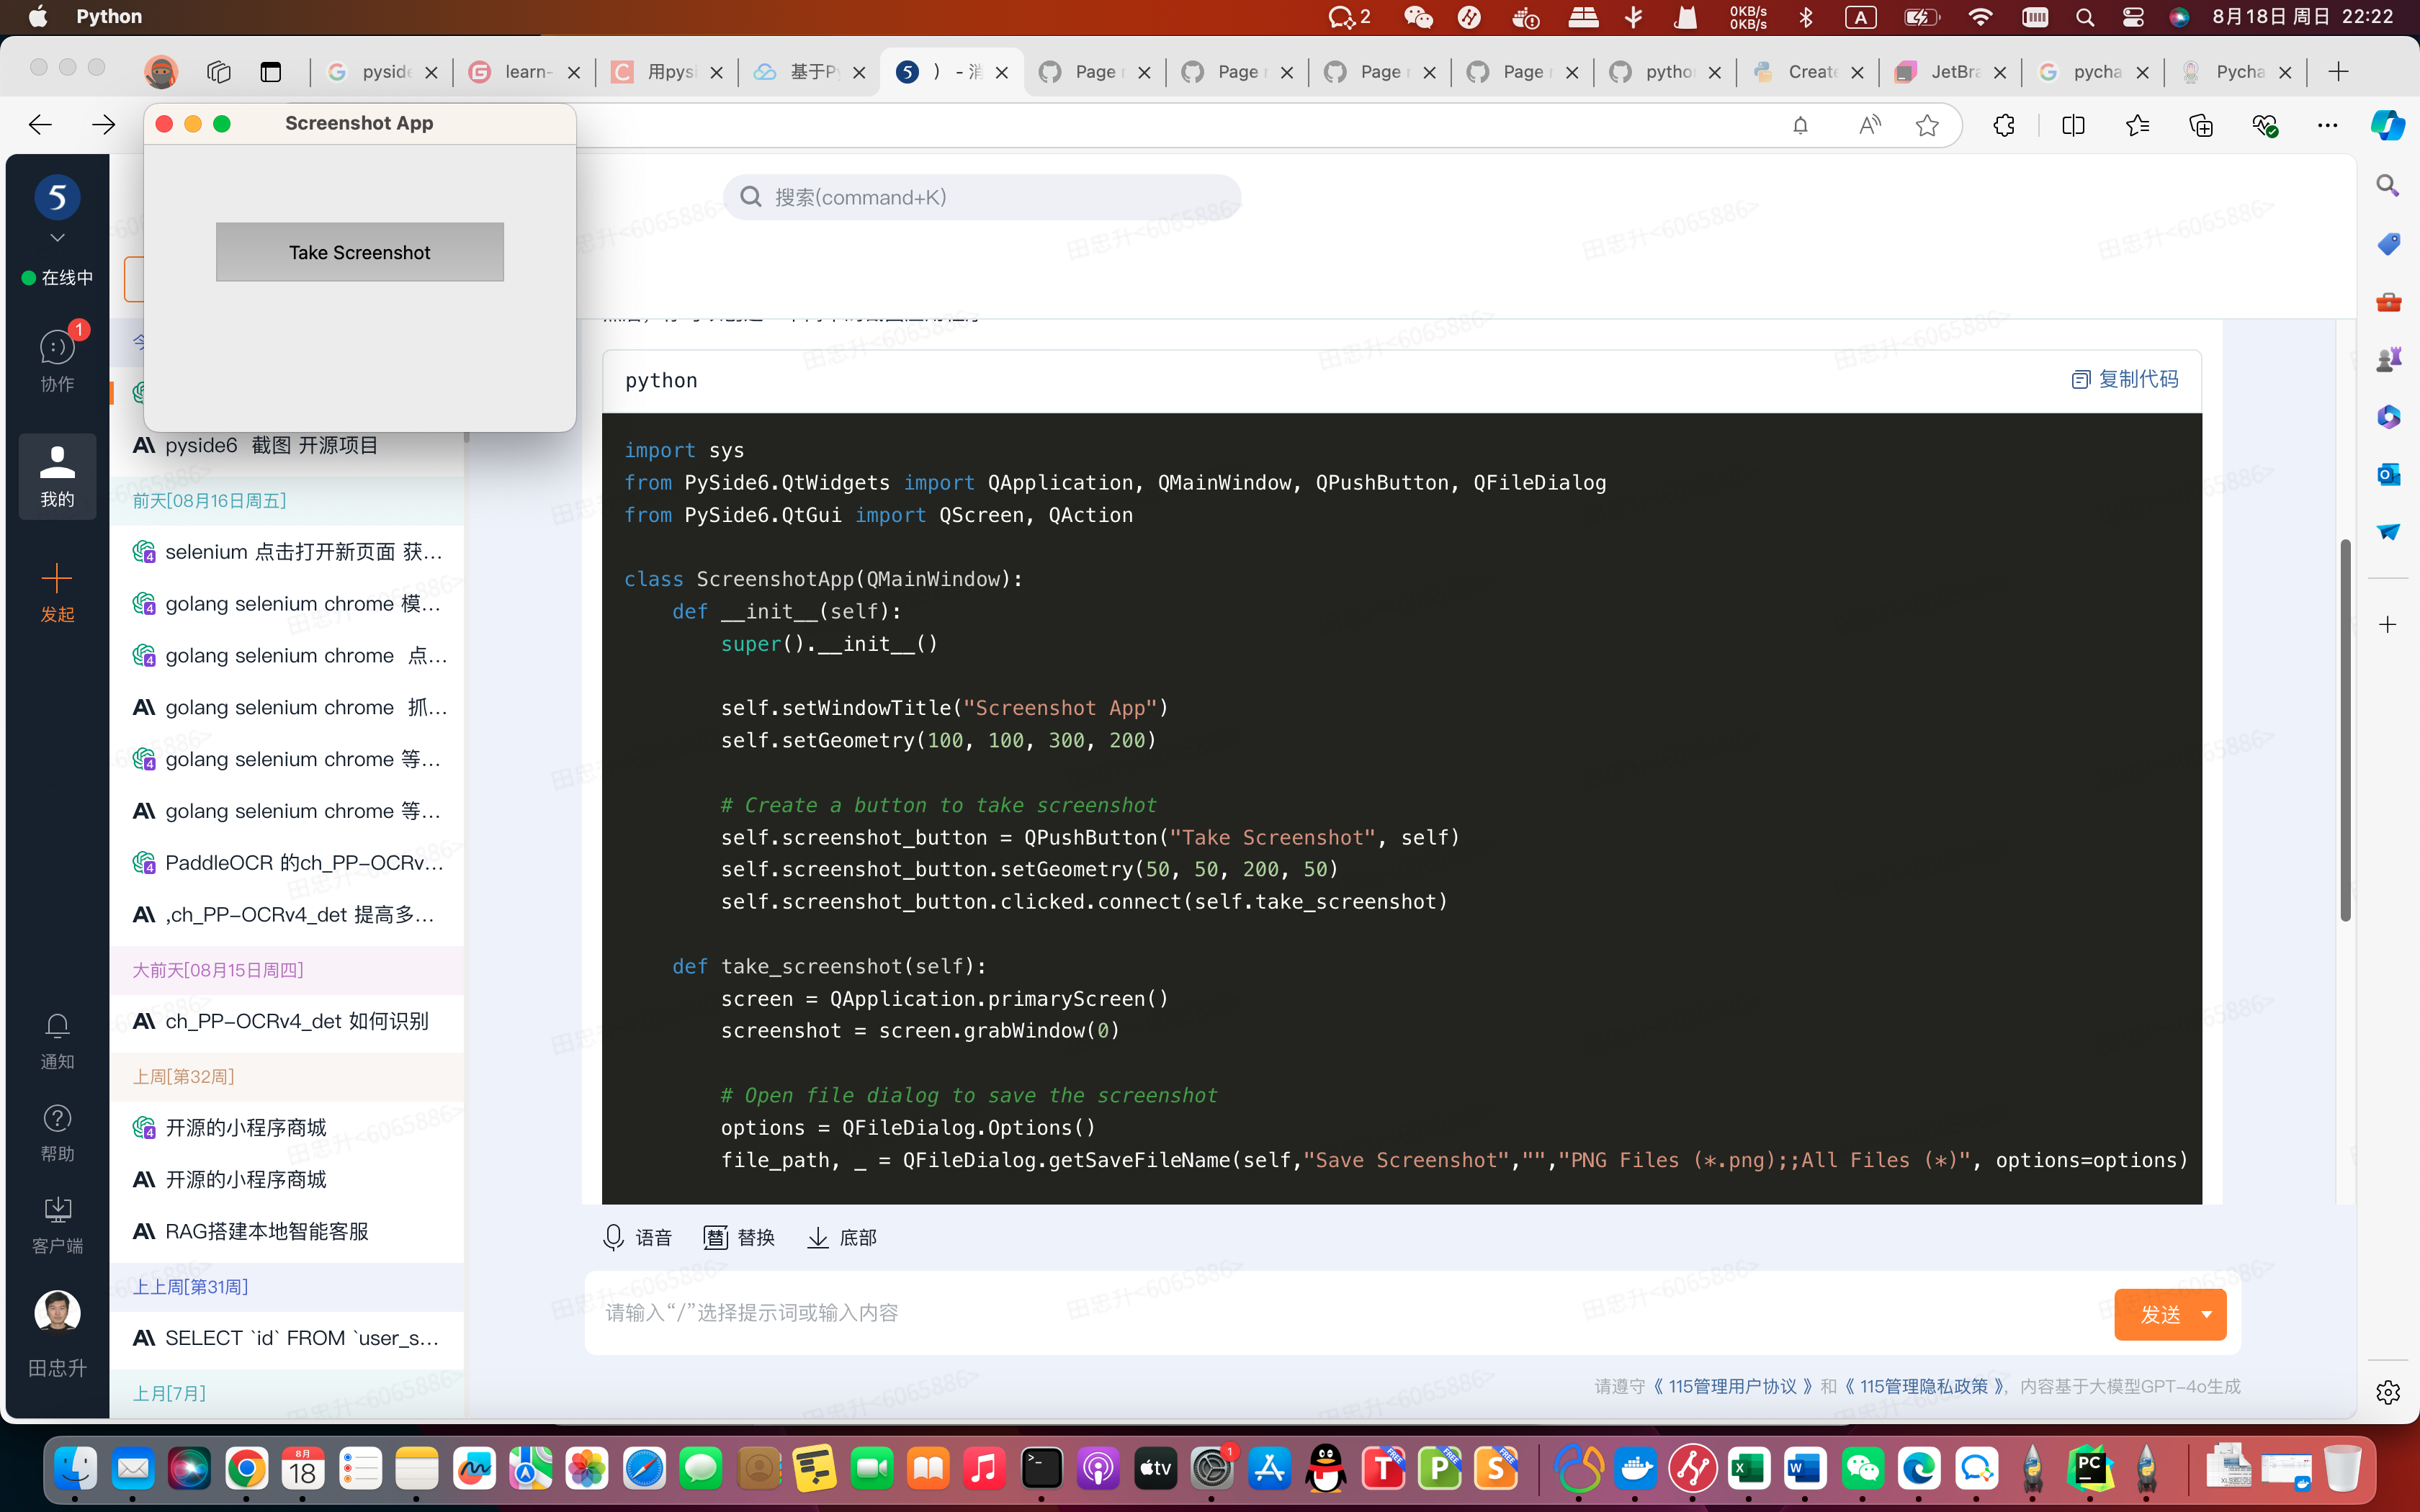 Python
2
0KB/s
0KB/s
A
8月18日 周日 22:22
pyside
learn-
用pysi
基于Py
5 ） - 消
Page
Page
Page
Page
pytho
Create
JetBra
pycha
Pycha
Screenshot App
Take Screenshot
搜索(command+K)
5
在线中
1
协作
我的
发起
通知
帮助
客户端
田忠升
pyside6 截图 开源项目
前天[08月16日周五]
selenium 点击打开新页面 获...
golang selenium chrome 模...
golang selenium chrome 点...
golang selenium chrome 抓...
golang selenium chrome 等...
golang selenium chrome 等...
PaddleOCR 的ch_PP-OCRv...
,ch_PP-OCRv4_det 提高多...
大前天[08月15日周四]
ch_PP-OCRv4_det 如何识别
上周[第32周]
开源的小程序商城
开源的小程序商城
RAG搭建本地智能客服
上上周[第31周]
SELECT `id` FROM `user_s...
上月[7月]
python
复制代码
import sys
from PySide6.QtWidgets import QApplication, QMainWindow, QPushButton, QFileDialog
from PySide6.QtGui import QScreen, QAction
class ScreenshotApp(QMainWindow):
def __init__(self):
super().__init__()
self.setWindowTitle("Screenshot App")
self.setGeometry(100, 100, 300, 200)
# Create a button to take screenshot
self.screenshot_button = QPushButton("Take Screenshot", self)
self.screenshot_button.setGeometry(50, 50, 200, 50)
self.screenshot_button.clicked.connect(self.take_screenshot)
def take_screenshot(self):
screen = QApplication.primaryScreen()
screenshot = screen.grabWindow(0)
# Open file dialog to save the screenshot
options = QFileDialog.Options()
file_path, _ = QFileDialog.getSaveFileName(self,"Save Screenshot","","PNG Files (*.png);;All Files (*)", options=options)
语音 替换 底部
请输入“/”选择提示词或输入内容
发送
请遵守《 115管理用户协议 》和《 115管理隐私政策 》，内容基于大模型GPT-4o生成
田忠升<6065886>
8月
18
tv
1
T
P
S
X
W
PC